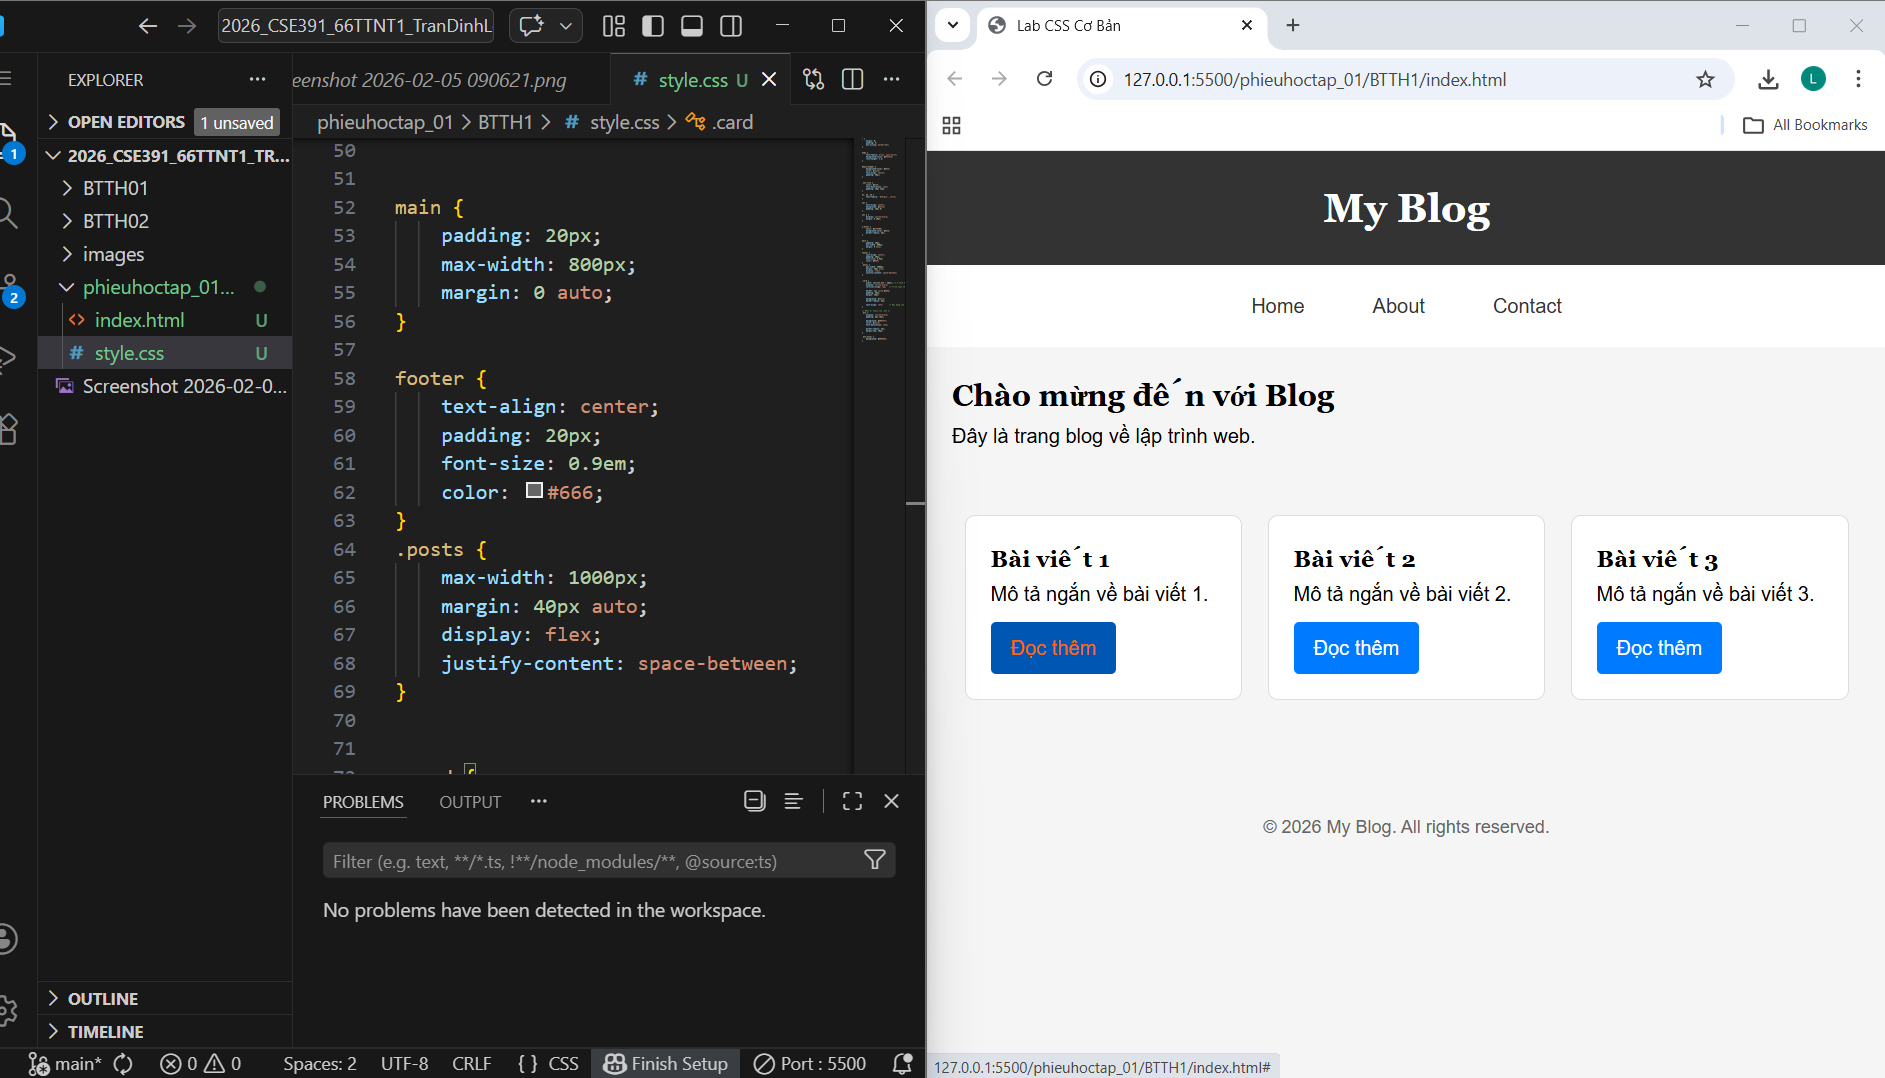 2026_CSE391_66TTNT1_TranDinhL
EXPLORER
OPEN EDITORS 1 unsaved
2026_CSE391_66TTNT1_TR...
BTTH01
BTTH02
images
phieuhoctap_01...
index.html U
style.css U
Screenshot 2026-02-0...
OUTLINE
TIMELINE
1
2
eenshot 2026-02-05 090621.png
# style.css U
phieuhoctap_01 > BTTH1 > # style.css > .card
50
51
52 main {
53 padding: 20px;
54 max-width: 800px;
55 margin: 0 auto;
56 }
57
58 footer {
59 text-align: center;
60 padding: 20px;
61 font-size: 0.9em;
62 color: #666;
63 }
64 .posts {
65 max-width: 1000px;
66 margin: 40px auto;
67 display: flex;
68 justify-content: space-between;
69 }
70
71
PROBLEMS OUTPUT
Filter (e.g. text, **/*.ts, !**/node_modules/**, @source:ts)
No problems have been detected in the workspace.
main* 0 0 Spaces: 2 UTF-8 CRLF {} CSS Finish Setup Port : 5500
Lab CSS Cơ Bản
127.0.0.1:5500/phieuhoctap_01/BTTH1/index.html
L
All Bookmarks
My Blog
Home About Contact
Chào mừng đến với Blog
Đây là trang blog về lập trình web.
Bài viết 1
Mô tả ngắn về bài viết 1.
Đọc thêm
Bài viết 2
Mô tả ngắn về bài viết 2.
Đọc thêm
Bài viết 3
Mô tả ngắn về bài viết 3.
Đọc thêm
© 2026 My Blog. All rights reserved.
127.0.0.1:5500/phieuhoctap_01/BTTH1/index.html#